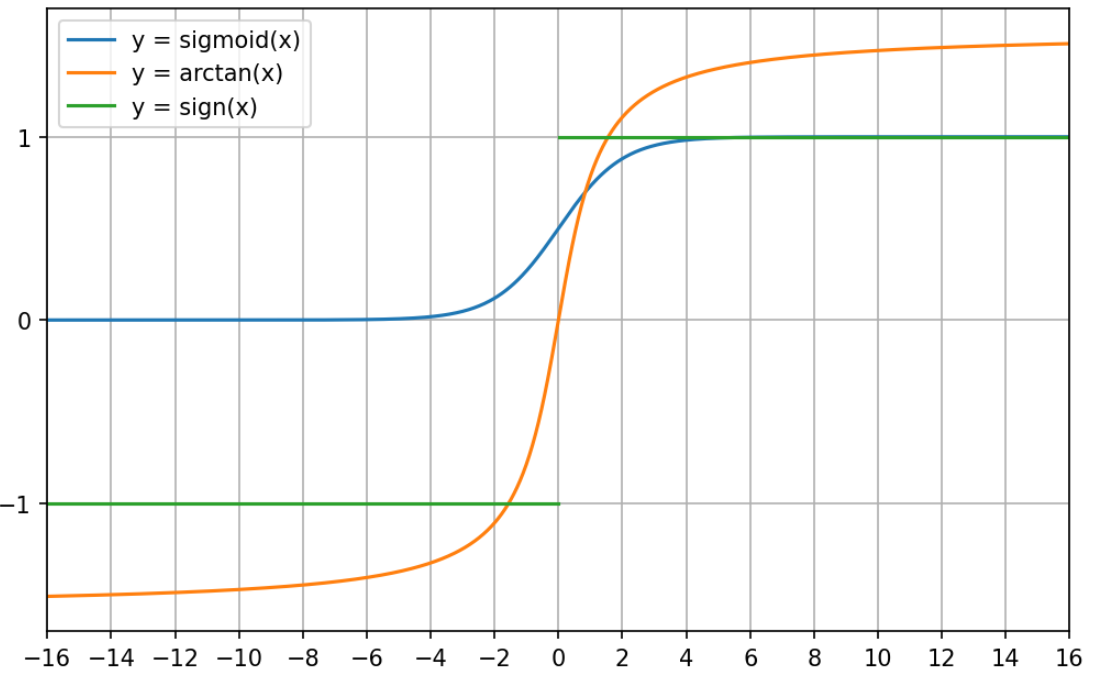 y = sigmoid(x)
y = arctan(x)
y = sign(x)
1
0
−1
−16 −14 −12 −10 −8 −6 −4 −2 0 2 4 6 8 10 12 14 16